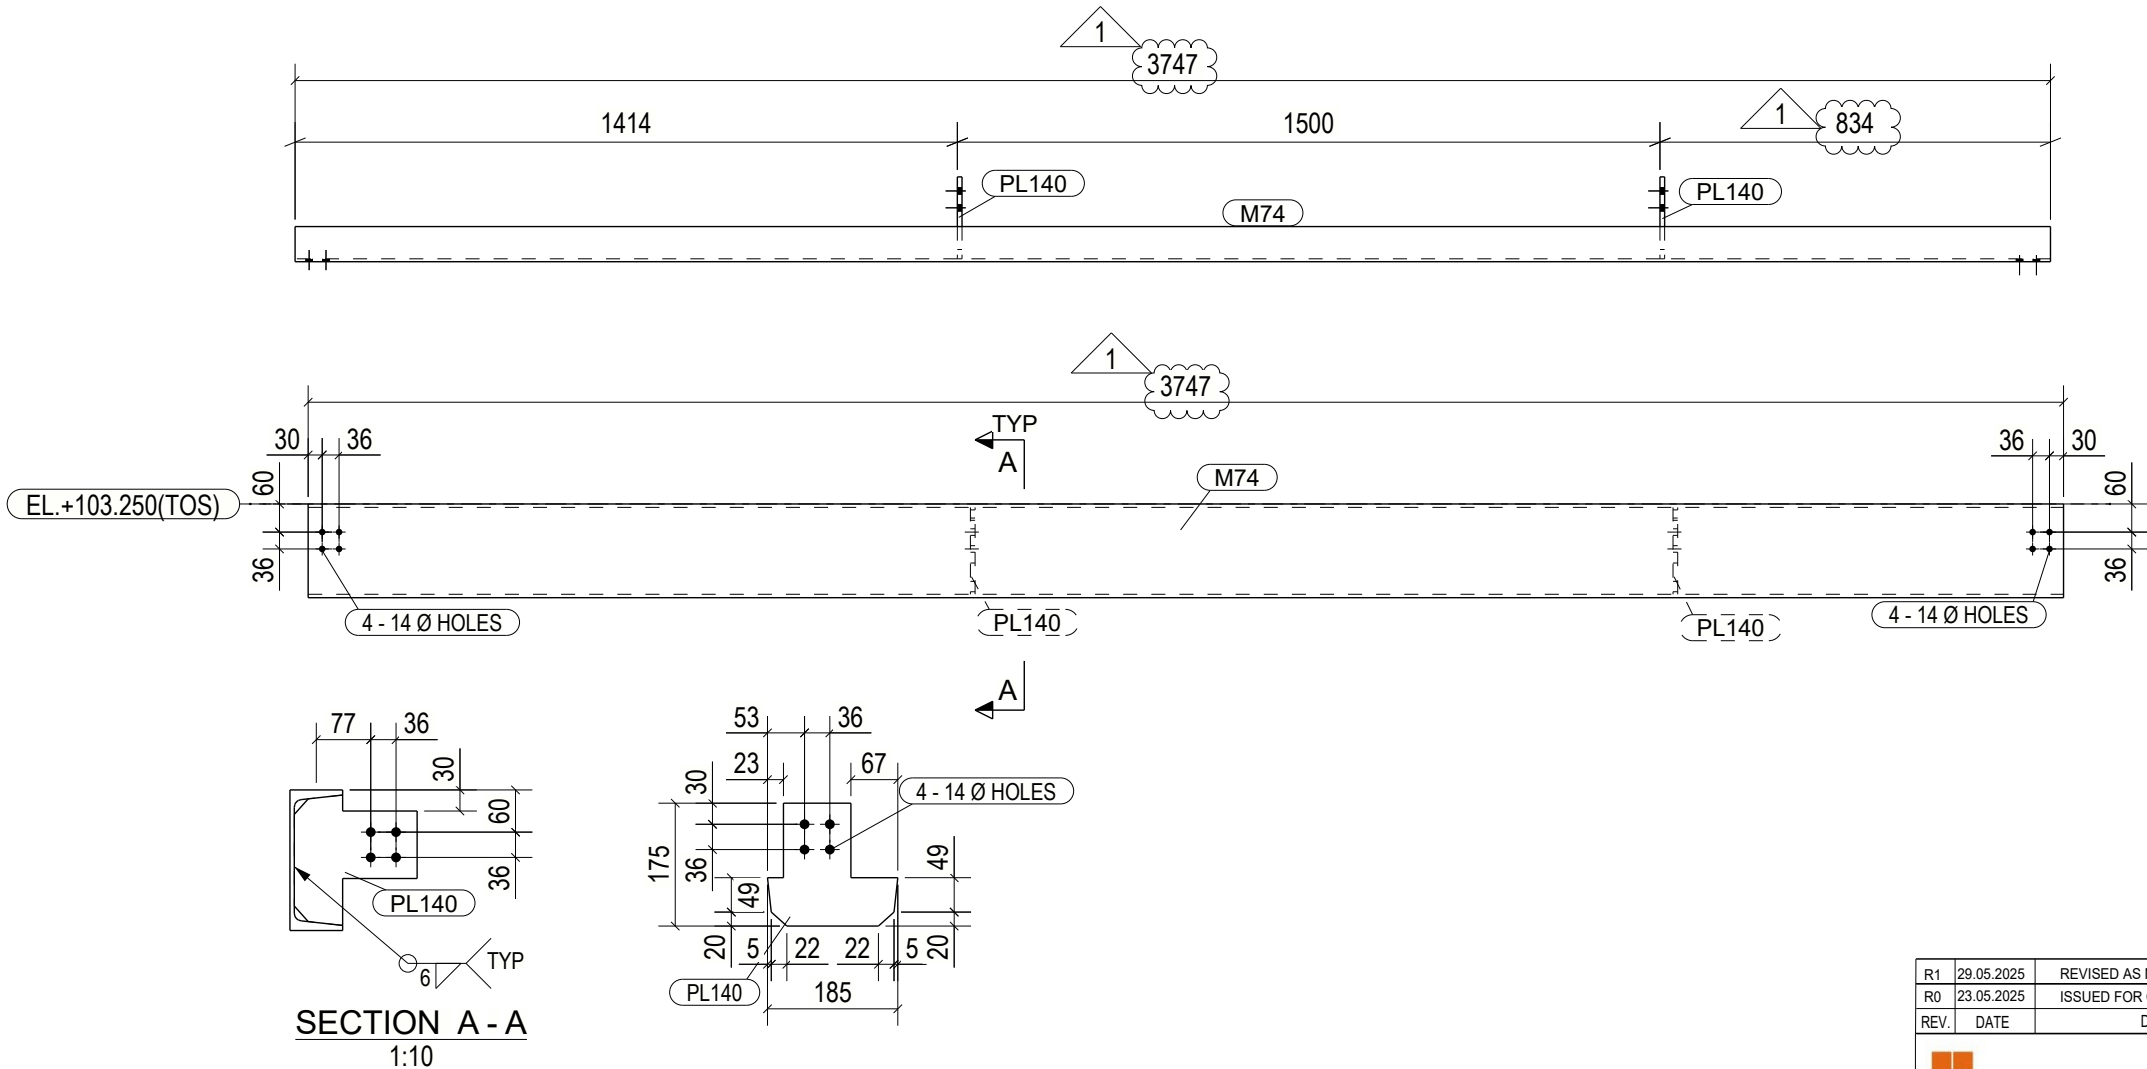 1
3747
1414
1500
1
834
PL140
PL140
M74
1
3747
TYP
A
30
36
36
30
60
60
M74
EL.+103.250(TOS)
36
36
4 - 14 Ø HOLES
PL140
PL140
4 - 14 Ø HOLES
A
77
36
30
60
36
PL140
6
TYP
SECTION A - A
1:10
53
36
23
67
30
4 - 14 Ø HOLES
175
36
49
49
20
5
22
22
5
20
PL140
185
R1 29.05.2025 REVISED AS
R0 23.05.2025 ISSUED FOR
REV. DATE